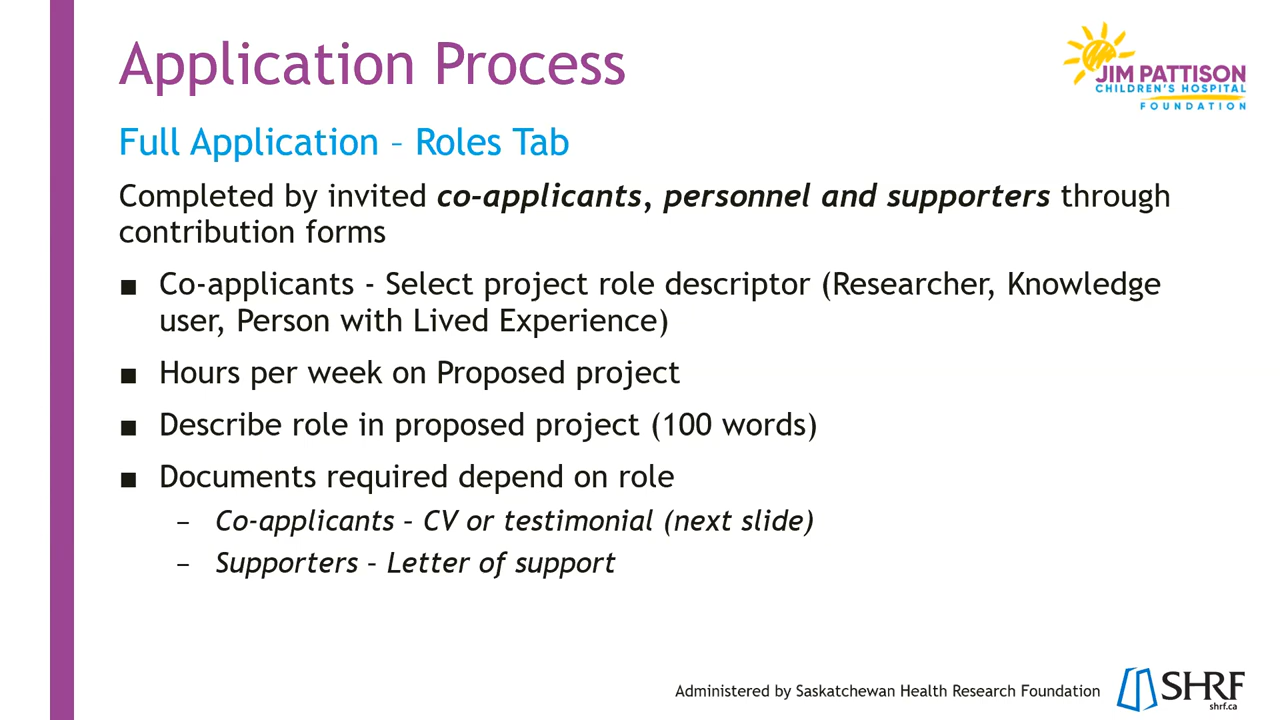 Application Process
JIM PATTISON
CHILDREN'S HOSPITAL
FOUNDATION
Full Application – Roles Tab
Completed by invited co-applicants, personnel and supporters through
contribution forms
■ Co-applicants - Select project role descriptor (Researcher, Knowledge
user, Person with Lived Experience)
■ Hours per week on Proposed project
■ Describe role in proposed project (100 words)
■ Documents required depend on role
– Co-applicants – CV or testimonial (next slide)
– Supporters – Letter of support
Administered by Saskatchewan Health Research Foundation
SHRF
shrf.ca